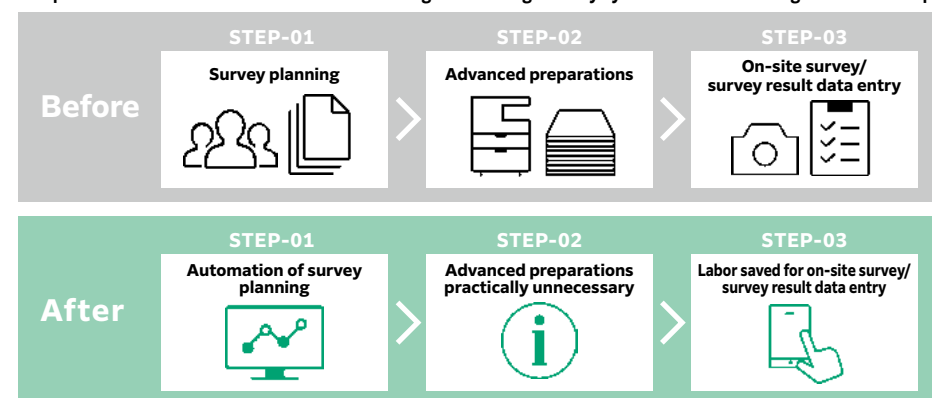 STEP-01
STEP-02
STEP-03
Before
Survey planning
Advanced preparations
On-site survey/
survey result data entry
STEP-01
STEP-02
STEP-03
After
Automation of survey
planning
Advanced preparations
practically unnecessary
Labor saved for on-site survey/
survey result data entry